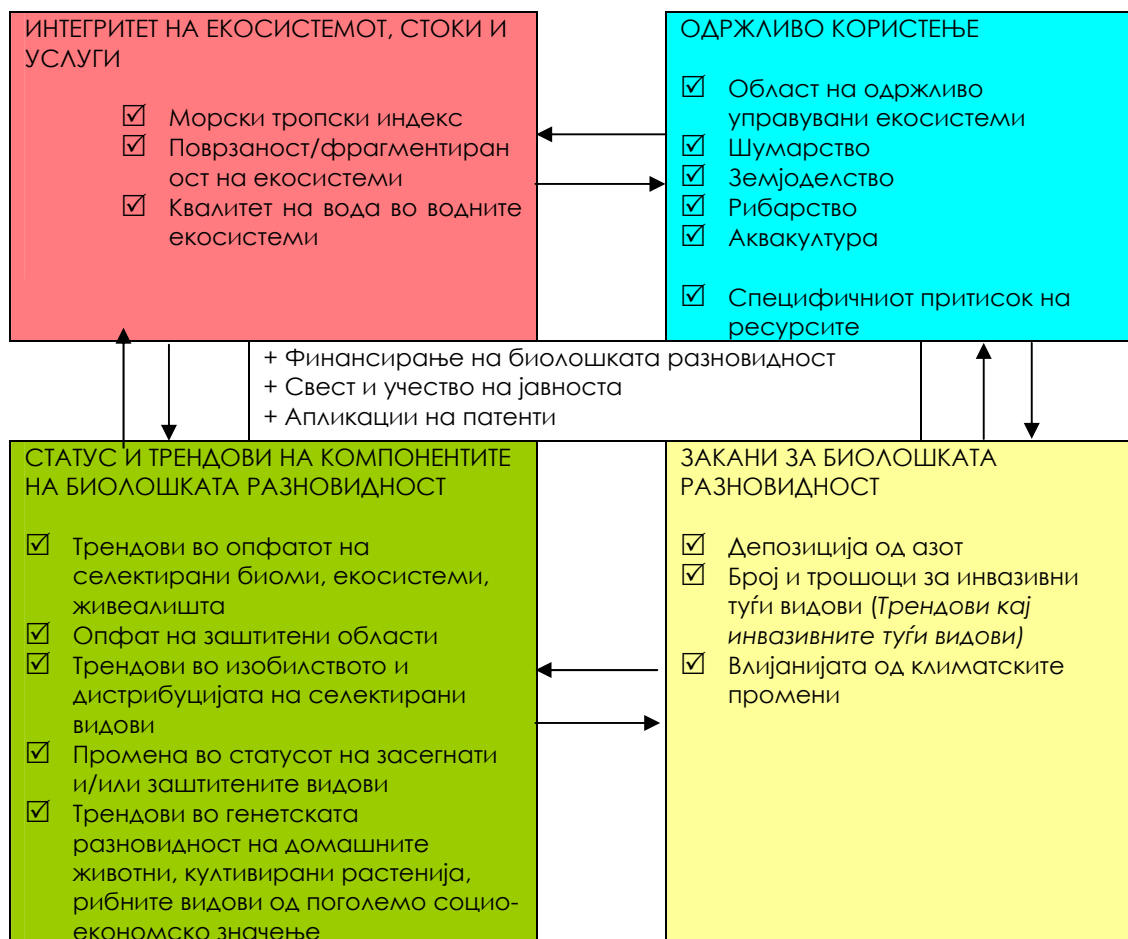 ИНТЕГРИТЕТ НА ЕКОСИСТЕМОТ, СТОКИ И
УСЛУГИ
☑ Морски тропски индекс
☑ Поврзаност/фрагментиран
ост на екосистеми
☑ Квалитет на вода во водните
екосистеми
ОДРЖЛИВО КОРИСТЕЊЕ
☑ Област на одржливо
управувани екосистеми
☑ Шумарство
☑ Земјоделство
☑ Рибарство
☑ Аквакултура
☑ Специфичниот притисок на
ресурсите
+ Финансирање на биолошката разновидност
+ Свест и учество на јавноста
+ Апликации на патенти
СТАТУС И ТРЕНДОВИ НА КОМПОНЕНТИТЕ
НА БИОЛОШКАТА РАЗНОВИДНОСТ
☑ Трендови во опфатот на
селектирани биоми, екосистеми,
живеалишта
☑ Опфат на заштитени области
☑ Трендови во изобилството и
дистрибуцијата на селектирани
видови
☑ Промена во статусот на засегнати
и/или заштитените видови
☑ Трендови во генетската
разновидност на домашните
животни, култивирани растенија,
рибните видови од поголемо социо-
економско значење
ЗАКАНИ ЗА БИОЛОШКАТА
РАЗНОВИДНОСТ
☑ Депозиција од азот
☑ Број и трошоци за инвазивни
туѓи видови (Трендови кај
инвазивните туѓи видови)
☑ Влијанијата од климатските
промени